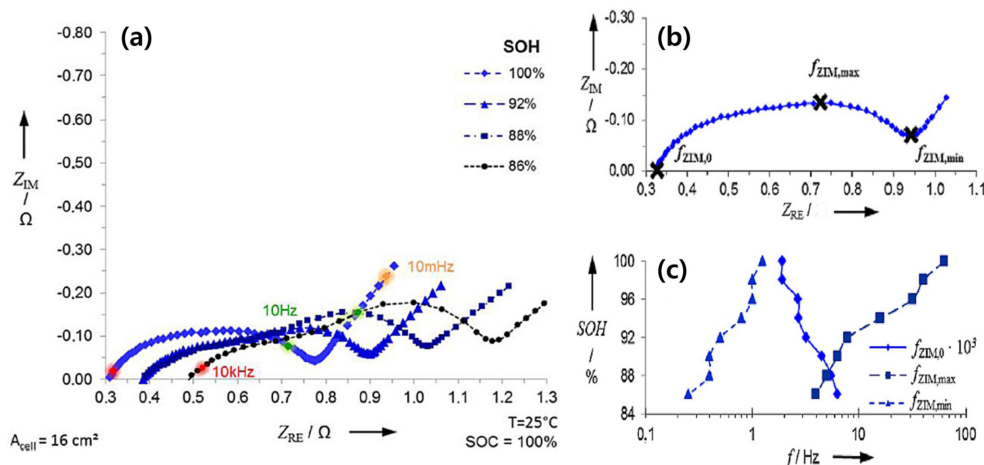 (a)
-0.80
-0.70
-0.60
-0.50
-0.40
-0.30
-0.20
-0.10
0.00
Z_IM / Ω
SOH
100%
92%
88%
86%
10mHz
10Hz
10kHz
0.3 0.4 0.5 0.6 0.7 0.8 0.9 1.0 1.1 1.2 1.3
Z_RE / Ω
A_cell = 16 cm²
T=25°C
SOC = 100%
(b)
-0.30
-0.20
-0.10
0.00
Z_IM / Ω
f_ZIM,max
f_ZIM,0
f_ZIM,min
0.3 0.4 0.5 0.6 0.7 0.8 0.9 1.0 1.1
Z_RE /
(c)
100
96
92
88
84
SOH / %
f_ZIM,0 · 10³
f_ZIM,max
f_ZIM,min
0.1 1 10 100
f / Hz